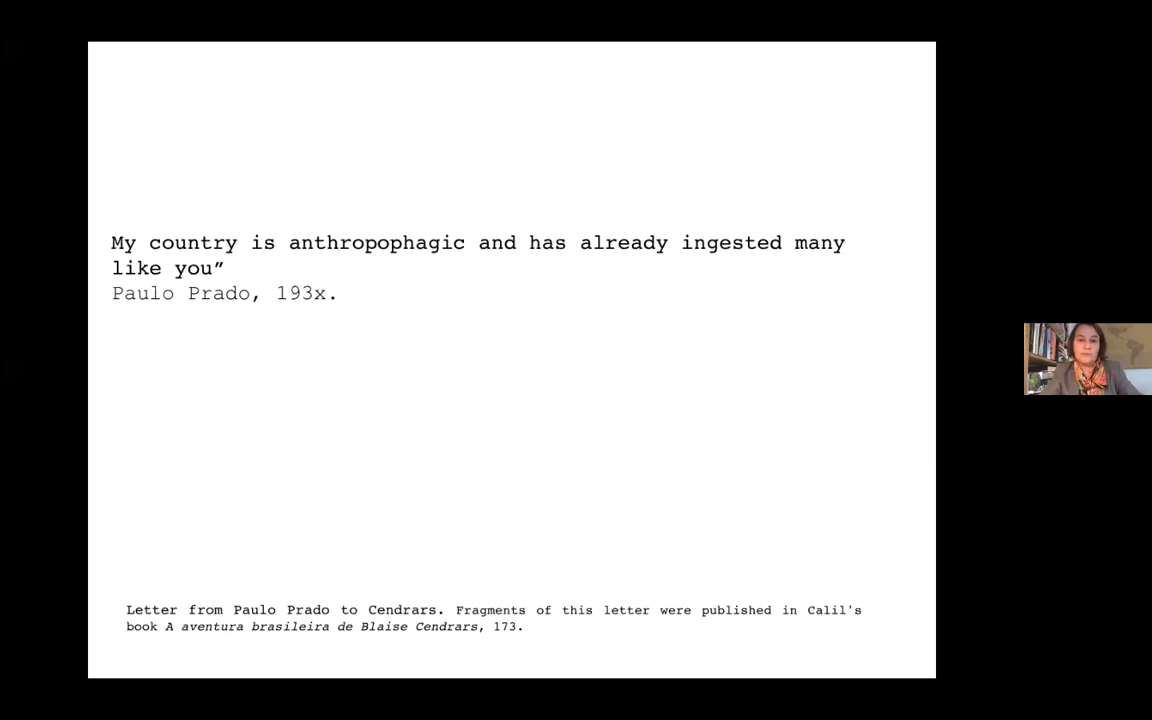 My country is anthropophagic and has already ingested many
like you”
Paulo Prado, 193x.
Letter from Paulo Prado to Cendrars. Fragments of this letter were published in Calil's
book A aventura brasileira de Blaise Cendrars, 173.